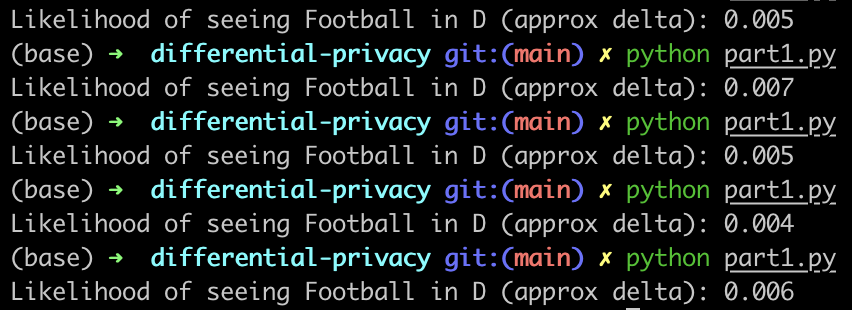 Likelihood of seeing Football in D (approx delta): 0.005
(base) ➜  differential-privacy git:(main) ✗ python part1.py
Likelihood of seeing Football in D (approx delta): 0.007
(base) ➜  differential-privacy git:(main) ✗ python part1.py
Likelihood of seeing Football in D (approx delta): 0.005
(base) ➜  differential-privacy git:(main) ✗ python part1.py
Likelihood of seeing Football in D (approx delta): 0.004
(base) ➜  differential-privacy git:(main) ✗ python part1.py
Likelihood of seeing Football in D (approx delta): 0.006